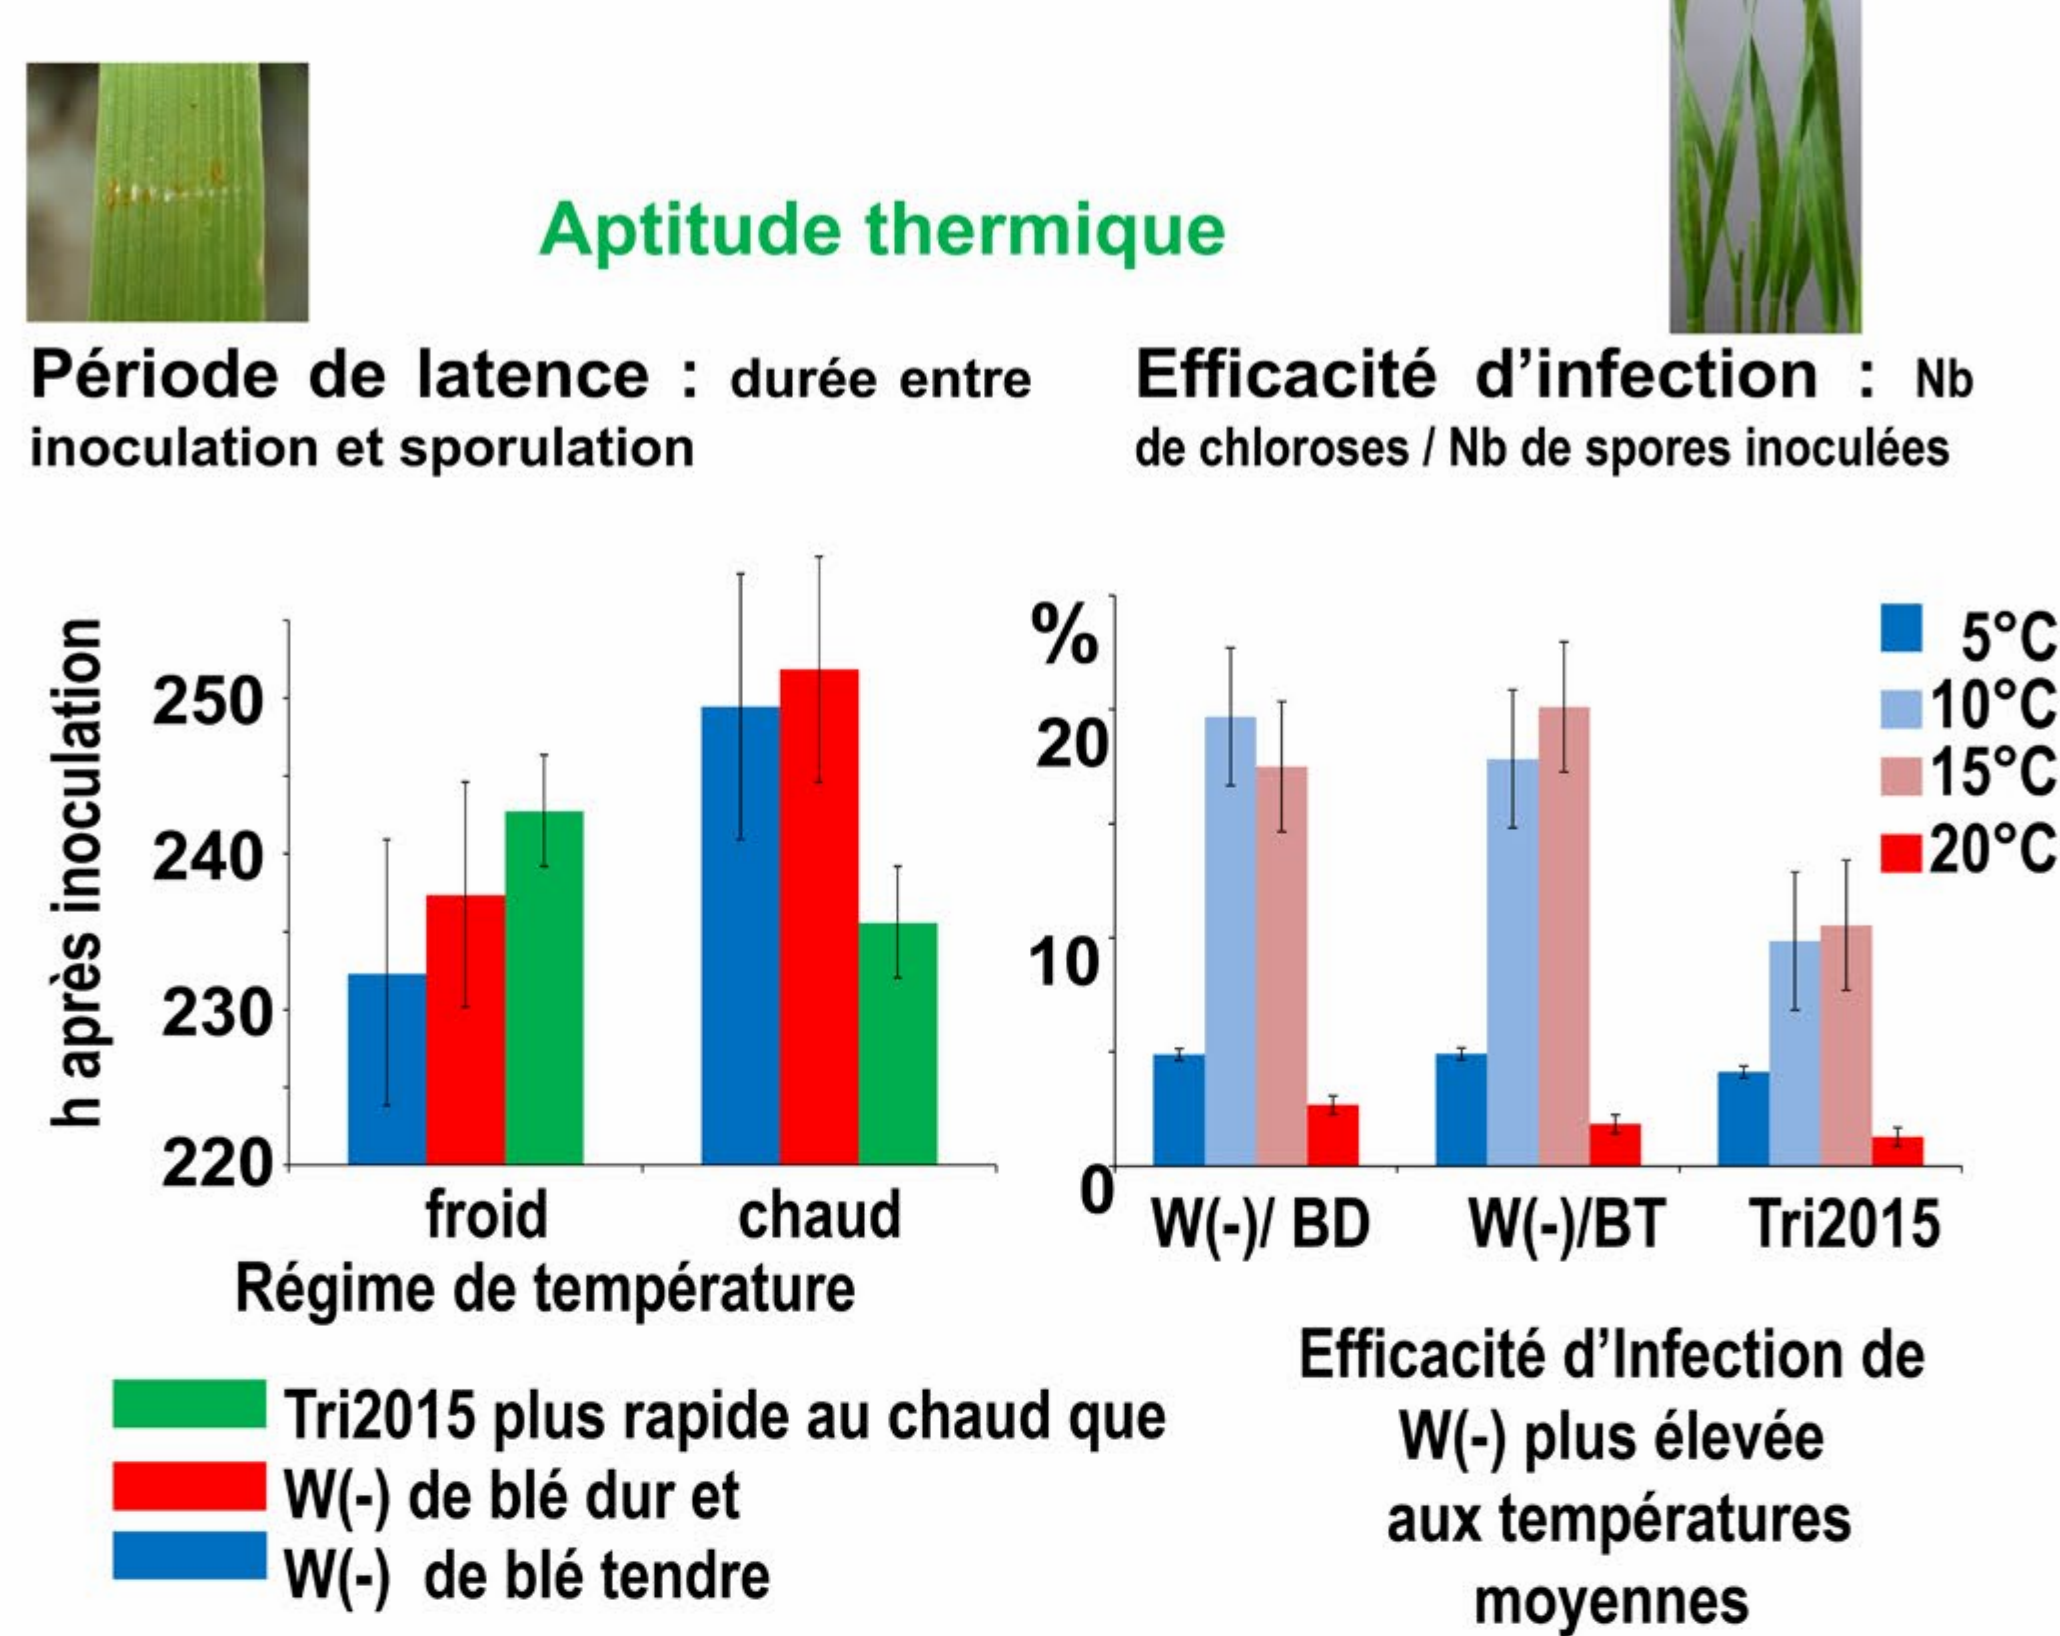 Aptitude thermique
Période de latence : durée entre
inoculation et sporulation
Efficacité d’infection : Nb
de chloroses / Nb de spores inoculées
h après inoculation
250
240
230
220
froid chaud
Régime de température
Tri2015 plus rapide au chaud que
W(-) de blé dur et
W(-) de blé tendre
%
20
10
0
W(-)/ BD W(-)/BT Tri2015
5°C
10°C
15°C
20°C
Efficacité d’Infection de
W(-) plus élevée
aux températures
moyennes